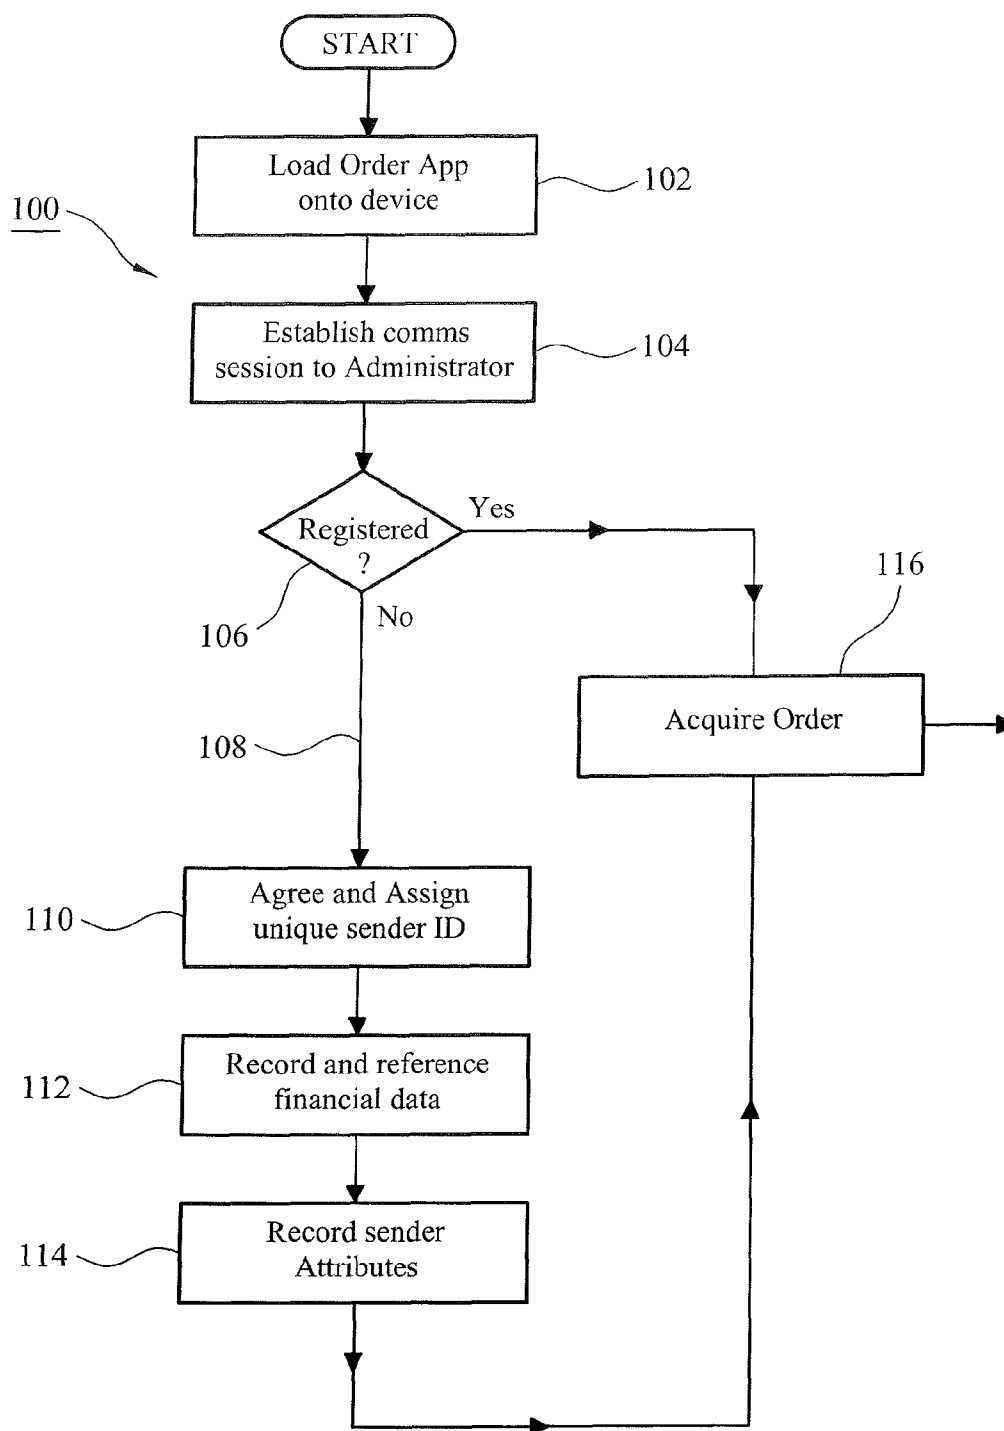 START
Load Order App
onto device
102
100
Establish comms
session to Administrator
104
Registered
?
Yes
106
No
116
Acquire Order
108
Agree and Assign
unique sender ID
110
Record and reference
financial data
112
Record sender
Attributes
114